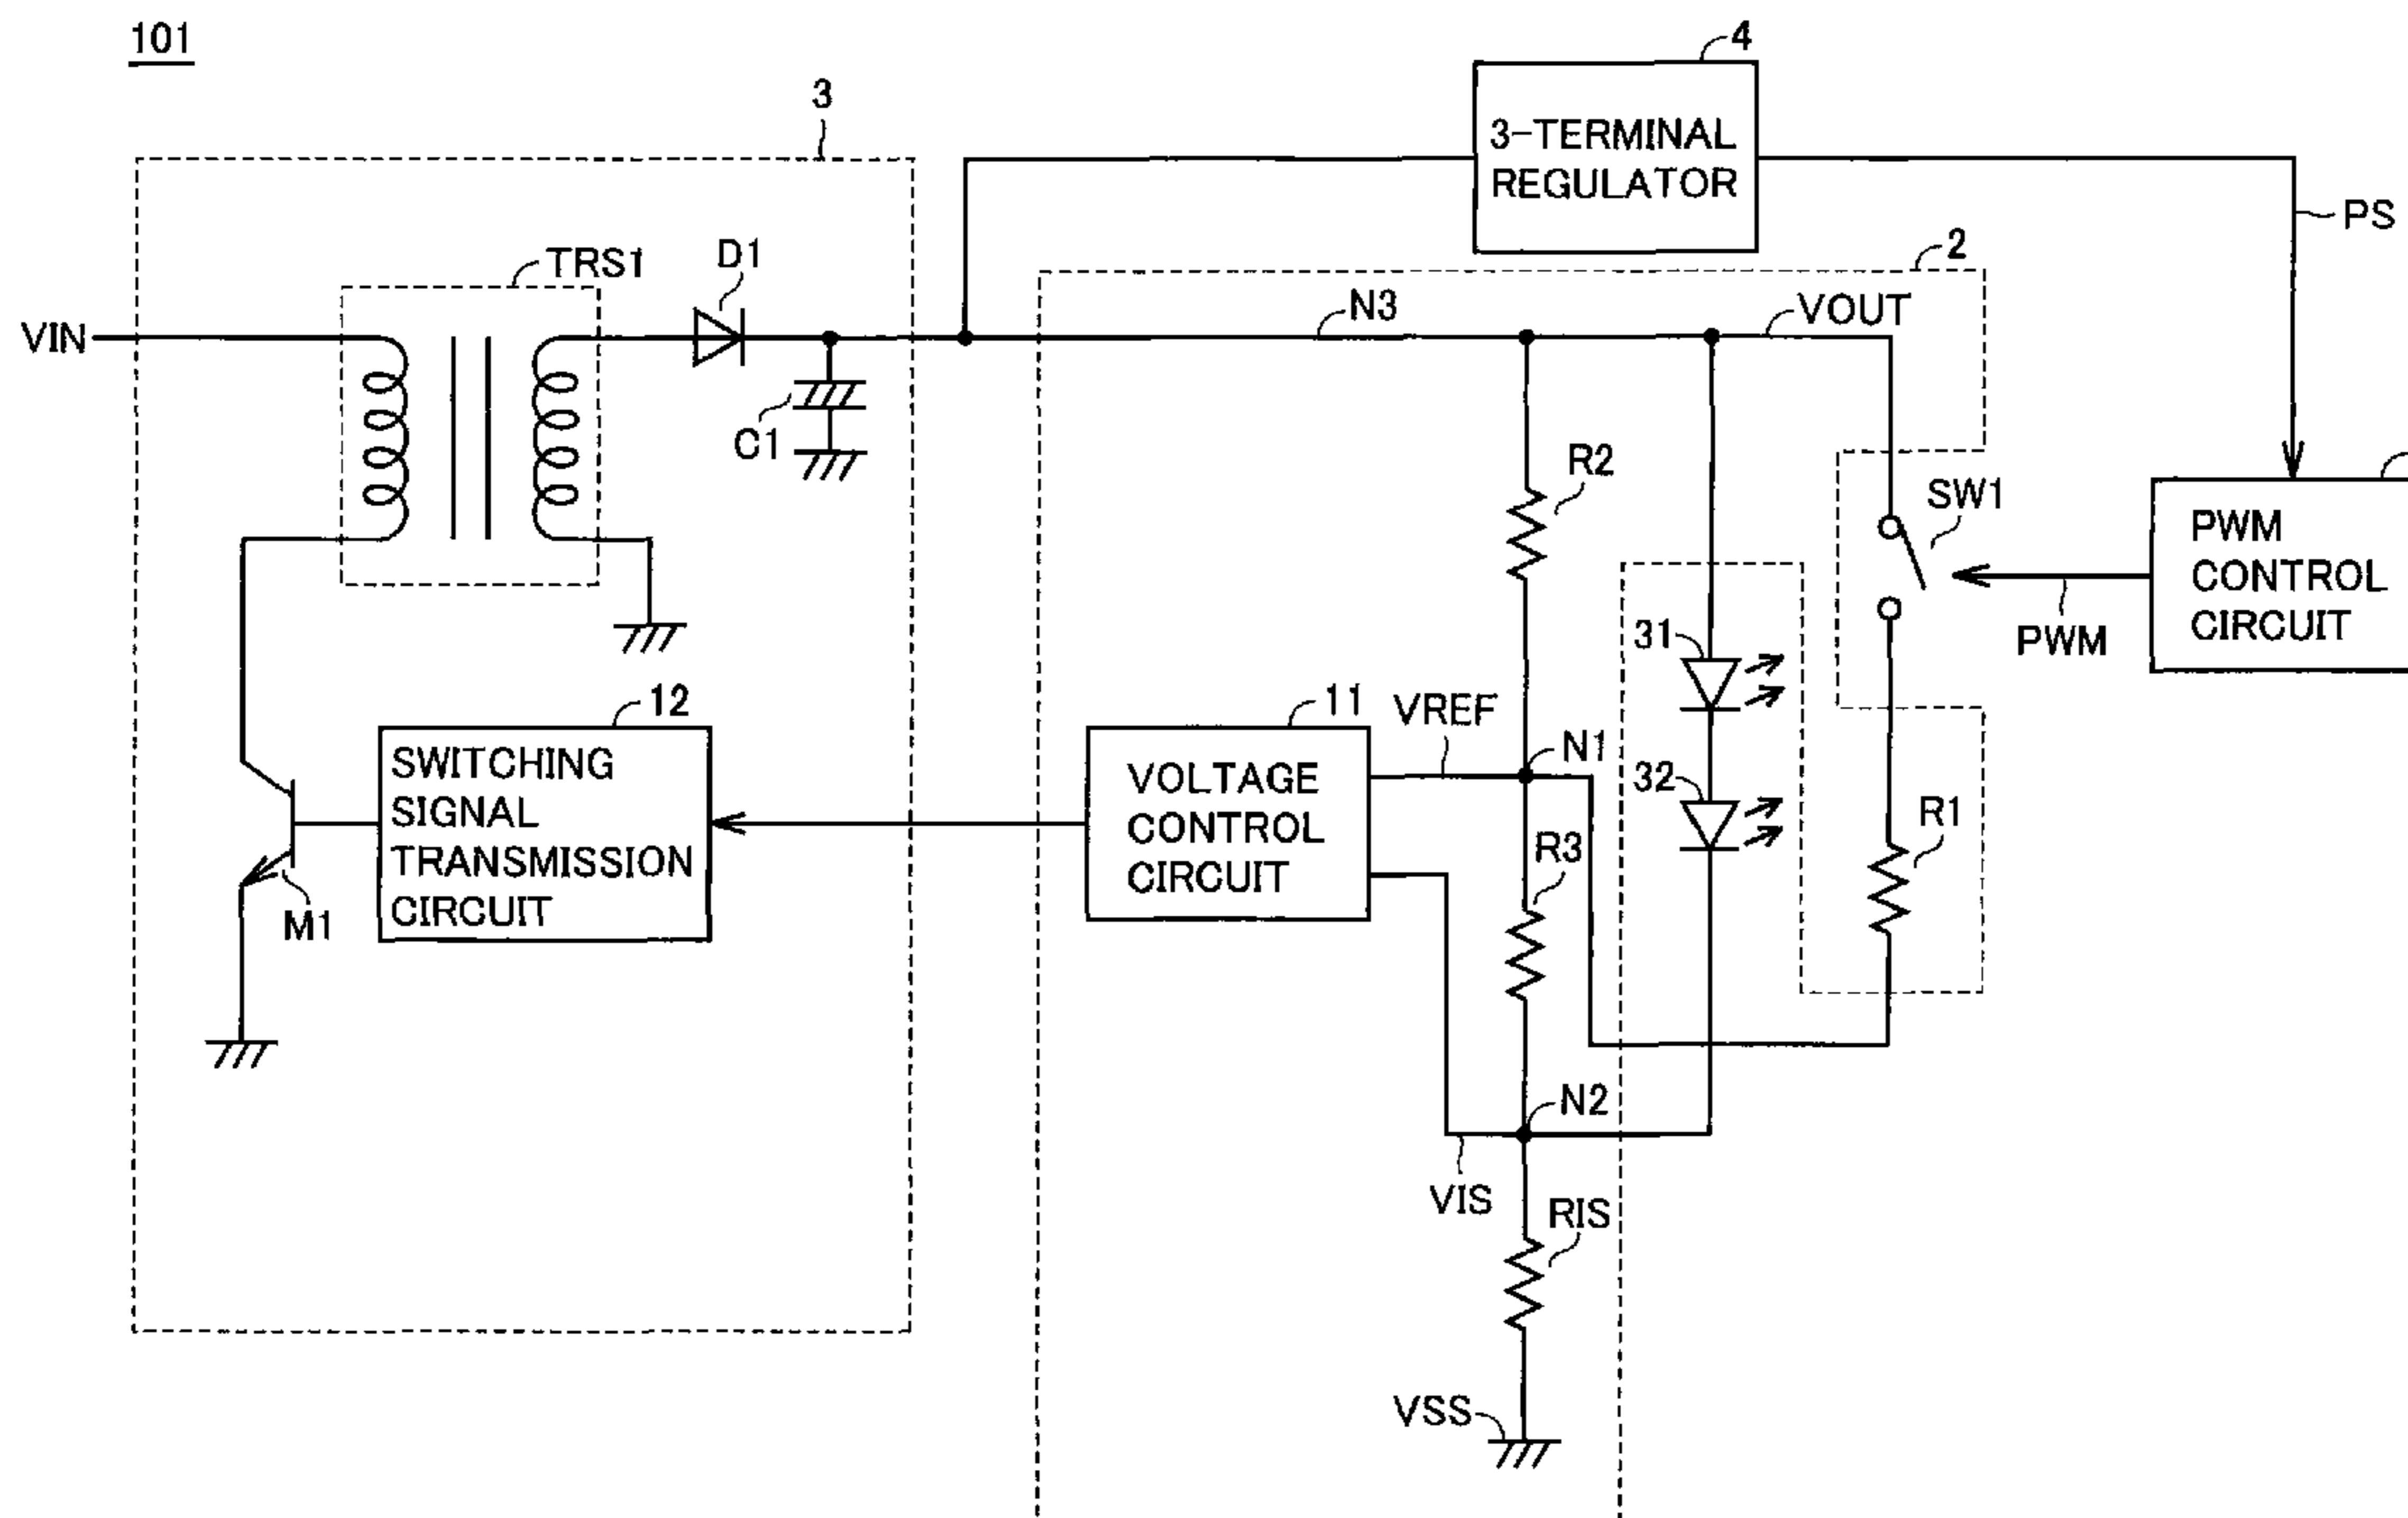 101
3
4
3-TERMINAL
REGULATOR
PS
2
TRS1
D1
N3
VOUT
VIN
C1
R2
SW1
PWM
CONTROL
CIRCUIT
PWM
31
12
11
VREF
N1
SWITCHING
SIGNAL
TRANSMISSION
CIRCUIT
VOLTAGE
CONTROL
CIRCUIT
32
R3
R1
M1
N2
VIS
RIS
VSS